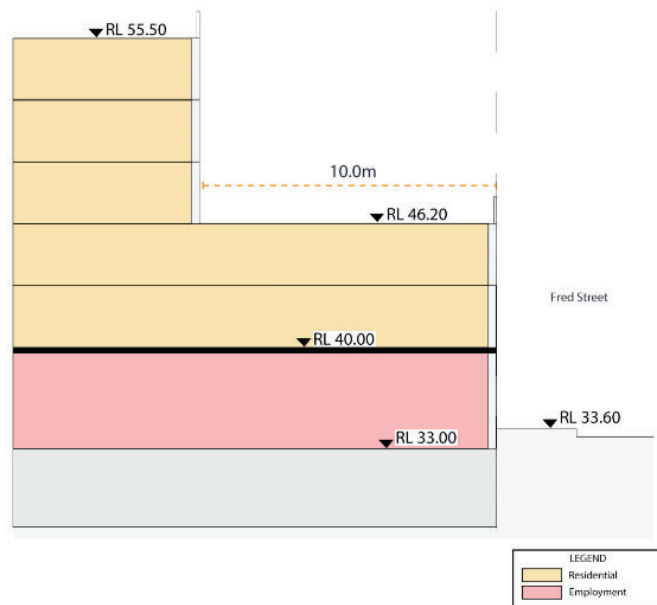 RL 55.50
10.0m
RL 46.20
Fred Street
RL 40.00
RL 33.60
RL 33.00
LEGEND
Residential
Employment